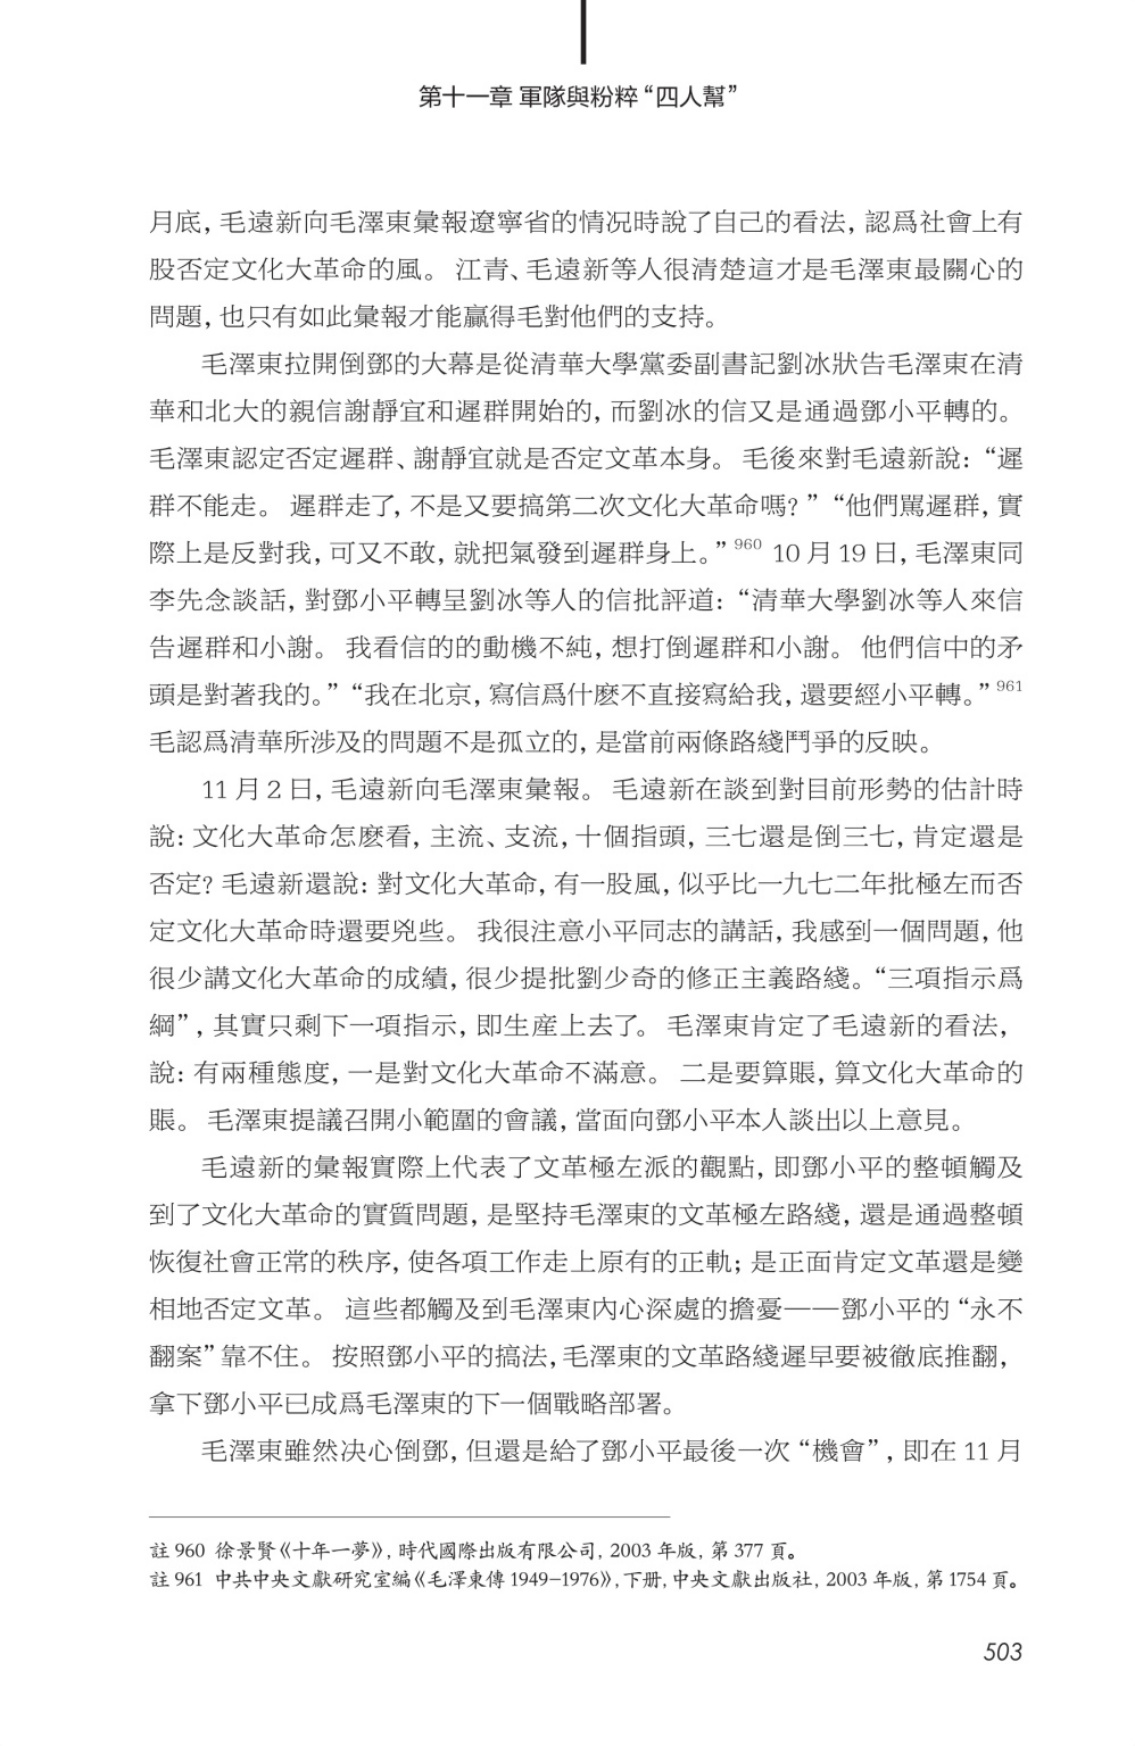 第十一章 軍隊與粉粹“四人幫”
月底，毛遠新向毛澤東彙報遼寧省的情况時說了自己的看法，認爲社會上有
股否定文化大革命的風。 江青、毛遠新等人很清楚這才是毛澤東最關心的
問題，也只有如此彙報才能贏得毛對他們的支持。
毛澤東拉開倒鄧的大幕是從清華大學黨委副書記劉冰狀告毛澤東在清
華和北大的親信謝靜宜和遲群開始的，而劉冰的信又是通過鄧小平轉的。
毛澤東認定否定遲群、謝靜宜就是否定文革本身。 毛後來對毛遠新說：“遲
群不能走。 遲群走了，不是又要搞第二次文化大革命嗎？”“他們罵遲群，實
際上是反對我，可又不敢，就把氣發到遲群身上。”960 10 月 19 日，毛澤東同
李先念談話，對鄧小平轉呈劉冰等人的信批評道：“清華大學劉冰等人來信
告遲群和小謝。 我看信的的動機不純，想打倒遲群和小謝。 他們信中的矛
頭是對著我的。”“我在北京，寫信爲什麽不直接寫給我，還要經小平轉。”961
毛認爲清華所涉及的問題不是孤立的，是當前兩條路綫鬥爭的反映。
11 月 2 日，毛遠新向毛澤東彙報。 毛遠新在談到對目前形勢的估計時
說：文化大革命怎麽看，主流、支流，十個指頭，三七還是倒三七，肯定還是
否定？毛遠新還說：對文化大革命，有一股風，似乎比一九七二年批極左而否
定文化大革命時還要兇些。 我很注意小平同志的講話，我感到一個問題，他
很少講文化大革命的成績，很少提批劉少奇的修正主義路綫。“三項指示爲
綱”，其實只剩下一項指示，即生産上去了。 毛澤東肯定了毛遠新的看法，
說：有兩種態度，一是對文化大革命不滿意。 二是要算賬，算文化大革命的
賬。 毛澤東提議召開小範圍的會議，當面向鄧小平本人談出以上意見。
毛遠新的彙報實際上代表了文革極左派的觀點，即鄧小平的整頓觸及
到了文化大革命的實質問題，是堅持毛澤東的文革極左路綫，還是通過整頓
恢復社會正常的秩序，使各項工作走上原有的正軌；是正面肯定文革還是變
相地否定文革。 這些都觸及到毛澤東內心深處的擔憂——鄧小平的“永不
翻案”靠不住。 按照鄧小平的搞法，毛澤東的文革路綫遲早要被徹底推翻，
拿下鄧小平已成爲毛澤東的下一個戰略部署。
毛澤東雖然决心倒鄧，但還是給了鄧小平最後一次“機會”，即在 11 月
註 960 徐景賢《十年一夢》，時代國際出版有限公司，2003 年版，第 377 頁。
註 961 中共中央文獻研究室編《毛澤東傳 1949–1976》，下册，中央文獻出版社，2003 年版，第 1754 頁。
503